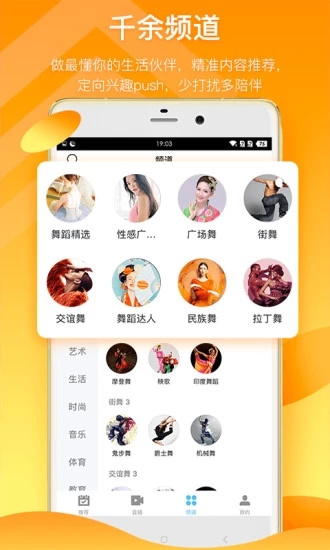 千余频道
做最懂你的生活伙伴，精准内容推荐，
定向兴趣push，少打扰多陪伴
19:03
频道
舞蹈精选
性感广...
广场舞
街舞
交谊舞
舞蹈达人
民族舞
拉丁舞
艺术
摩登舞
秧歌
印度舞蹈
生活
街舞 3
时尚
音乐
鬼步舞
爵士舞
机械舞
体育
交谊舞 3
教育
推荐
直播
频道
我的